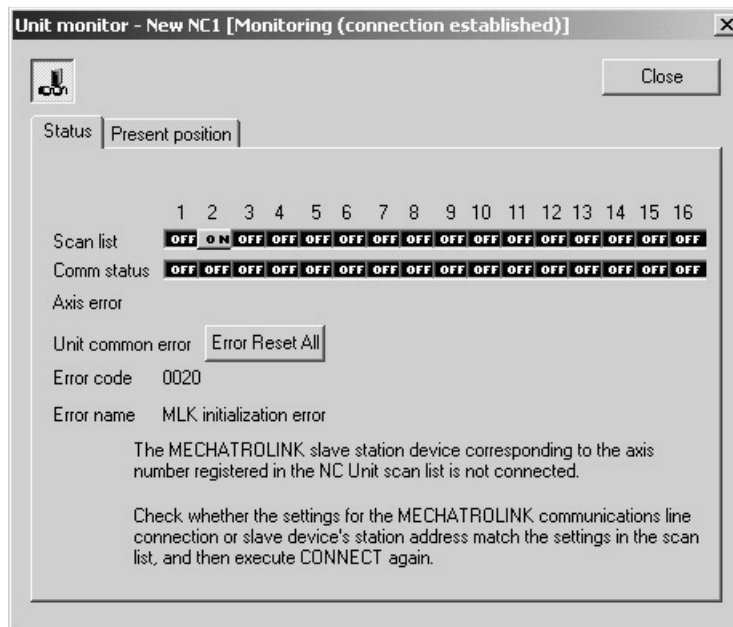 Unit monitor - New NC1 [Monitoring (connection established)]
Close
Status Present position
1 2 3 4 5 6 7 8 9 10 11 12 13 14 15 16
Scan list OFF ON OFF OFF OFF OFF OFF OFF OFF OFF OFF OFF OFF OFF OFF OFF
Comm status OFF OFF OFF OFF OFF OFF OFF OFF OFF OFF OFF OFF OFF OFF OFF OFF
Axis error
Unit common error Error Reset All
Error code 0020
Error name MLK initialization error
The MECHATROLINK slave station device corresponding to the axis
number registered in the NC Unit scan list is not connected.
Check whether the settings for the MECHATROLINK communications line
connection or slave device's station address match the settings in the scan
list, and then execute CONNECT again.